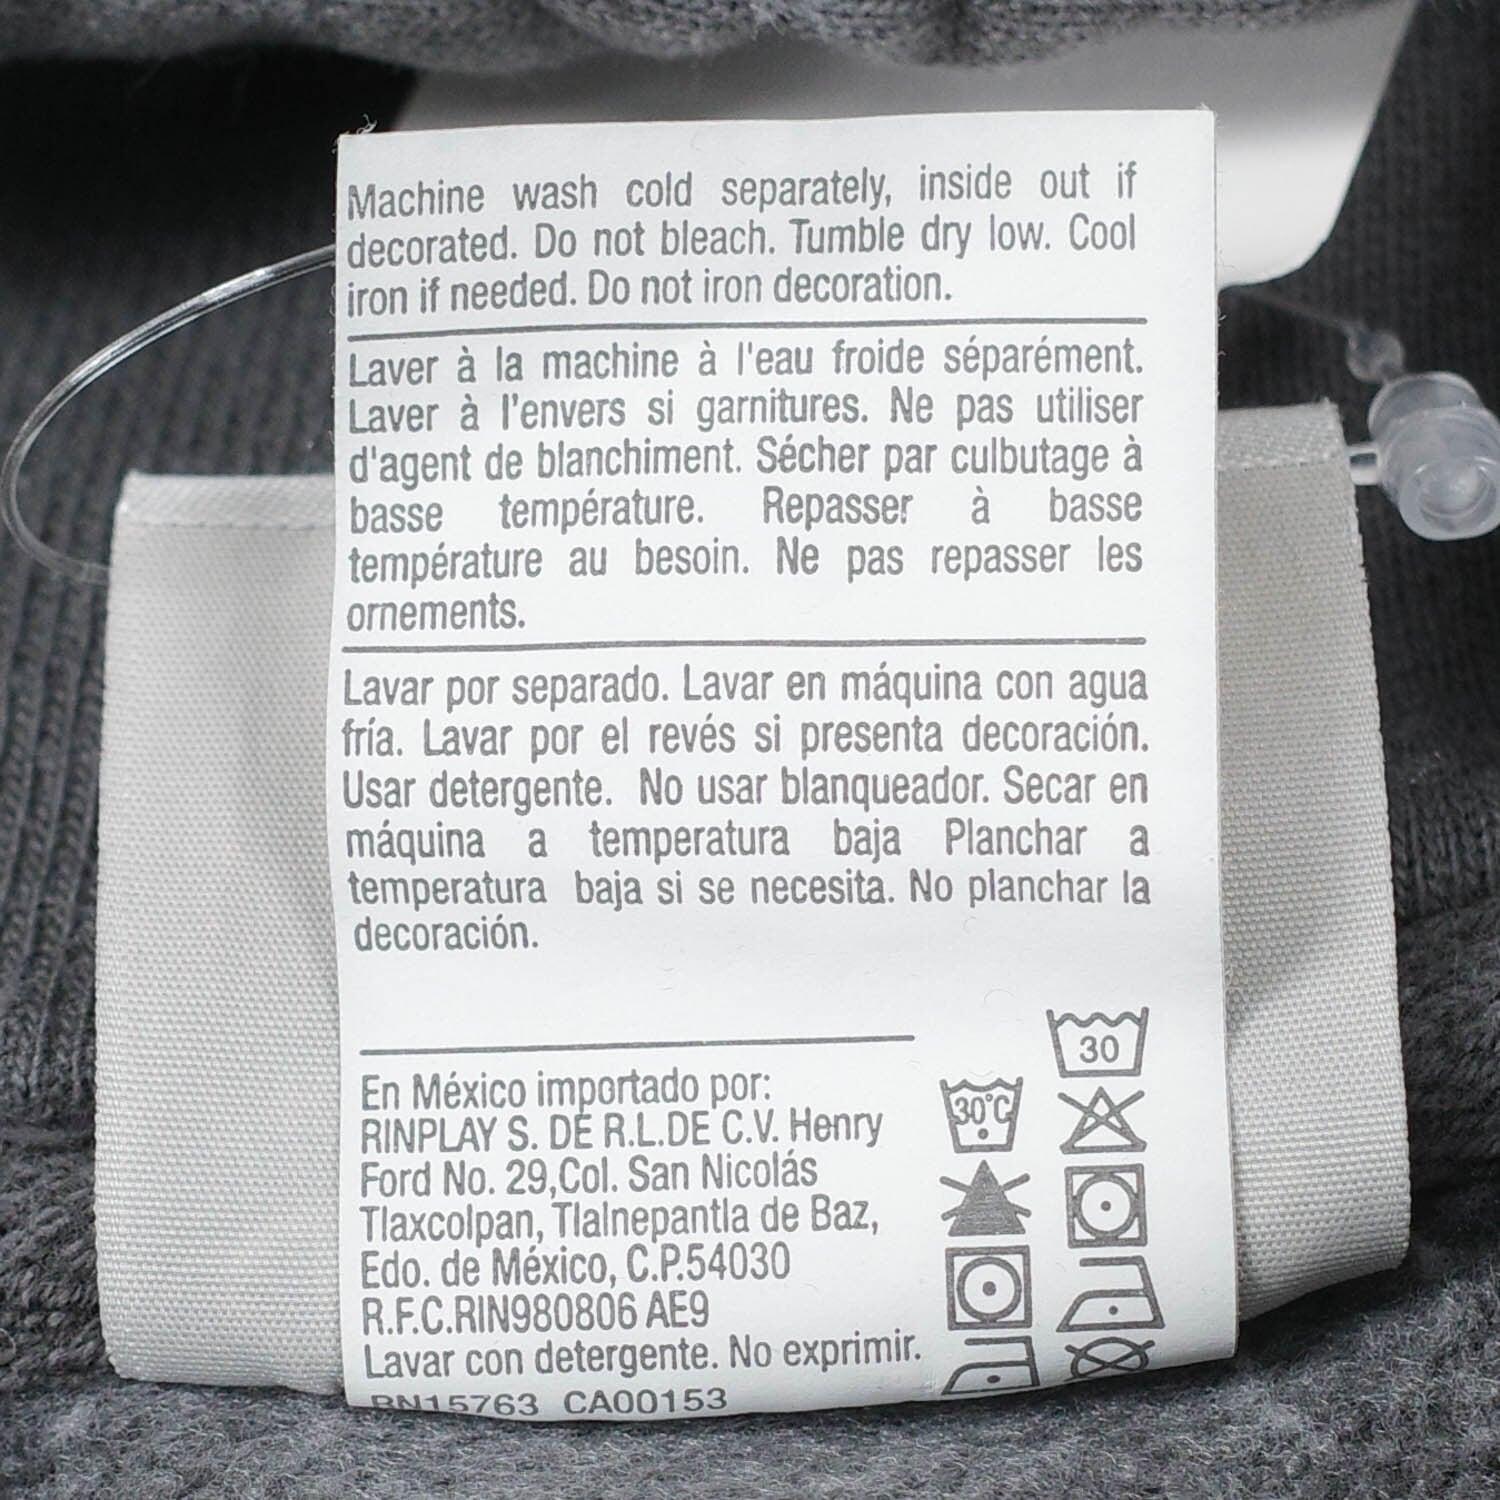 Machine wash cold separately, inside out if
decorated. Do not bleach. Tumble dry low. Cool
iron if needed. Do not iron decoration.
Laver à la machine à l'eau froide séparément.
Laver à l'envers si garnitures. Ne pas utiliser
d'agent de blanchiment. Sécher par culbutage à
basse température. Repasser à basse
température au besoin. Ne pas repasser les
ornements.
Lavar por separado. Lavar en máquina con agua
fría. Lavar por el revés si presenta decoración.
Usar detergente. No usar blanqueador. Secar en
máquina a temperatura baja Planchar a
temperatura baja si se necesita. No planchar la
decoración.
En México importado por:
RINPLAY S. DE R.L.DE C.V. Henry
Ford No. 29,Col. San Nicolás
Tlaxcolpan, Tlalnepantla de Baz,
Edo. de México, C.P.54030
R.F.C.RIN980806 AE9
Lavar con detergente. No exprimir.
RN15763 CA00153
30
30°C